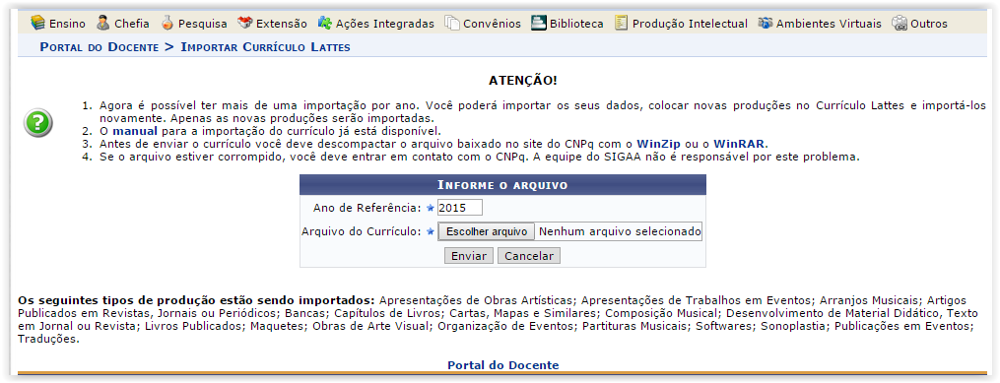 Ensino Chefia Pesquisa Extensão Ações Integradas Convênios Biblioteca Produção Intelectual Ambientes Virtuais Outros
Portal do Docente > Importar Currículo Lattes
ATENÇÃO!
1. Agora é possível ter mais de uma importação por ano. Você poderá importar os seus dados, colocar novas produções no Currículo Lattes e importá-los
novamente. Apenas as novas produções serão importadas.
2. O manual para a importação do currículo já está disponível.
3. Antes de enviar o currículo você deve descompactar o arquivo baixado no site do CNPq com o WinZip ou o WinRAR.
4. Se o arquivo estiver corrompido, você deve entrar em contato com o CNPq. A equipe do SIGAA não é responsável por este problema.
Informe o arquivo
Ano de Referência: 2015
Arquivo do Currículo: Escolher arquivo Nenhum arquivo selecionado
Enviar Cancelar
Os seguintes tipos de produção estão sendo importados: Apresentações de Obras Artísticas; Apresentações de Trabalhos em Eventos; Arranjos Musicais; Artigos
Publicados em Revistas, Jornais ou Periódicos; Bancas; Capítulos de Livros; Cartas, Mapas e Similares; Composição Musical; Desenvolvimento de Material Didático, Texto
em Jornal ou Revista; Livros Publicados; Maquetes; Obras de Arte Visual; Organização de Eventos; Partituras Musicais; Softwares; Sonoplastia; Publicações em Eventos;
Traduções.
Portal do Docente